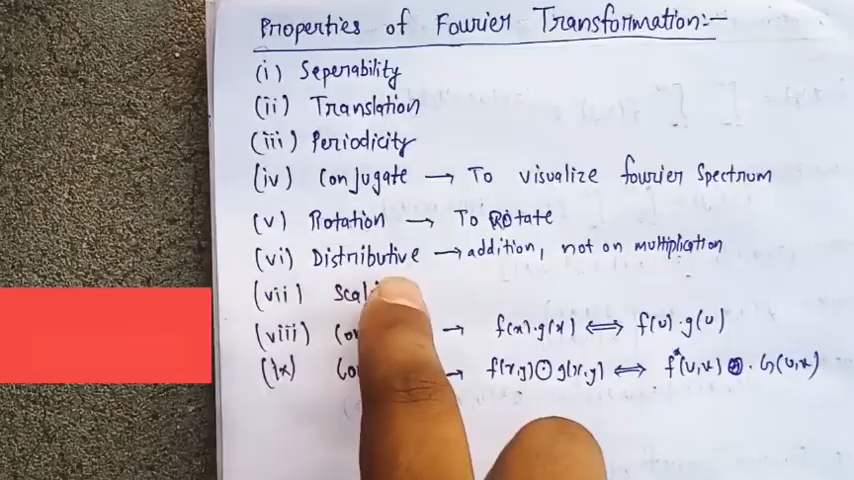 Properties of Fourier Transformation:-
(i) Seperability
(ii) Translation
(iii) Periodicity
(iv) Conjugate → To visualize fourier Spectrum
(v) Rotation → To Rotate
(vi) Distributive → addition, not on multiplication
(vii)
(viii) → f(x).g(x) ⟺ f(u).g(u)
(ix) → f(x,y)⊙g(x,y) ⟺ f*(u,v) . G(u,v)